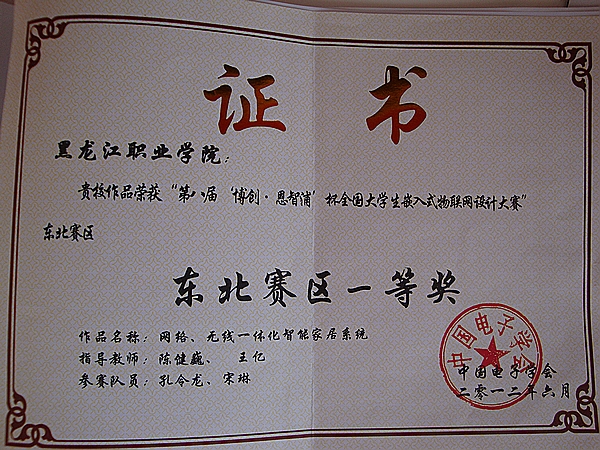 证书
黑龙江职业学院：
贵校作品荣获“第八届‘博创·恩智浦’杯全国大学生嵌入式物联网设计大赛”
东北赛区
东北赛区一等奖
作品名称：网络、无线一体化智能家居系统
指导教师：陈健巍、 王亿
参赛队员：孔令龙、宋琳
中国电子学会
中国电子学会
二零一二年六月